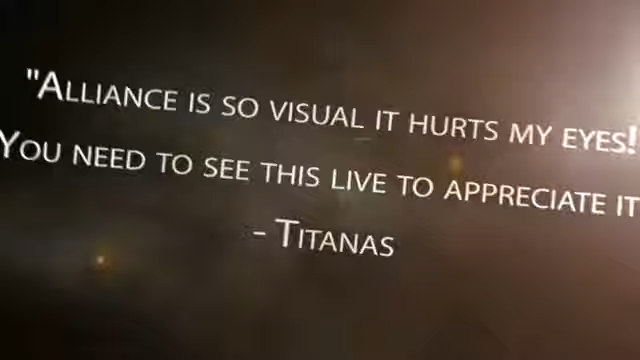 "Alliance is so visual it hurts my eyes!
You need to see this live to appreciate it
- Titanas